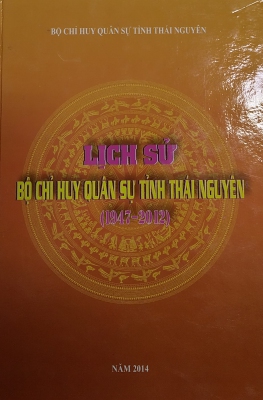 BỘ CHỈ HUY QUÂN SỰ TỈNH THÁI NGUYÊN
LỊCH SỬ
BỘ CHỈ HUY QUÂN SỰ TỈNH THÁI NGUYÊN
(1947-2012)
NĂM 2014